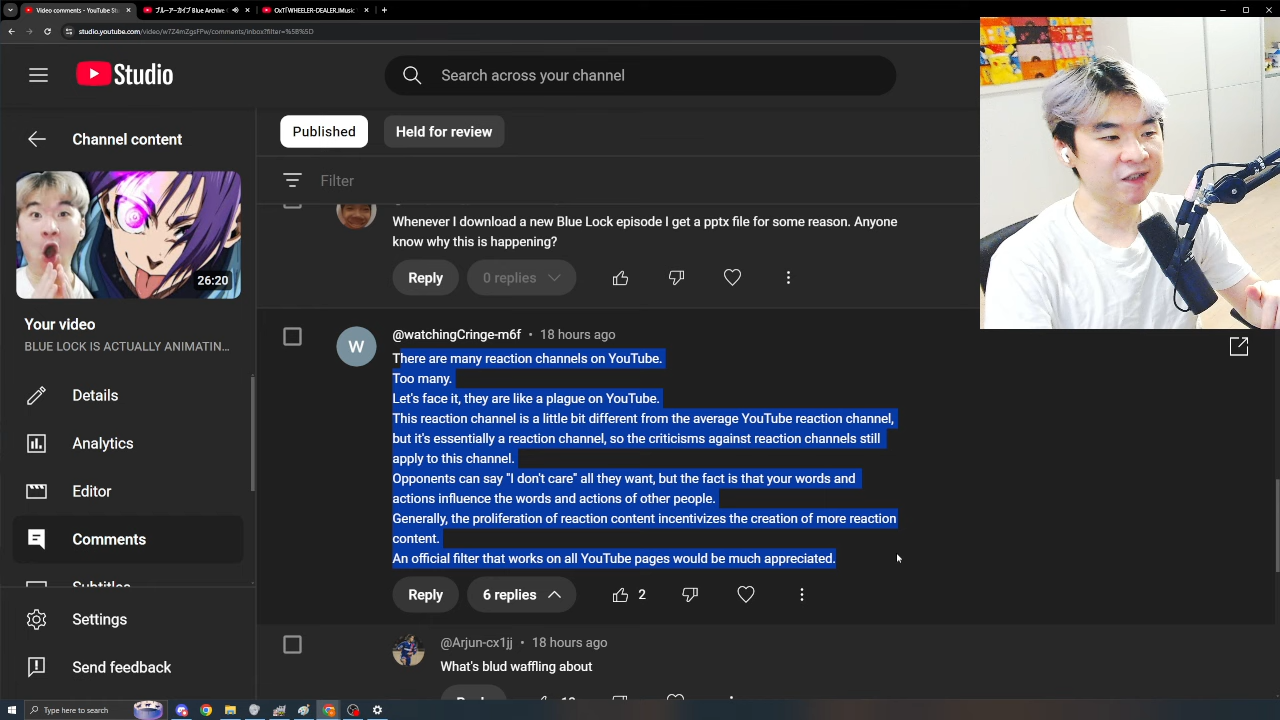 Video comments - YouTube Stu
ブルーアーカイブ Blue Archive
studio.youtube.com/video/w7Z4mZgsFPw/comments/inbox?filter=%5B%5D
Studio
Search across your channel
Channel content
26:20
Your video
BLUE LOCK IS ACTUALLY ANIMATIN...
Details
Analytics
Editor
Comments
Subtitles
Settings
Send feedback
Published
Held for review
Filter
Whenever I download a new Blue Lock episode I get a pptx file for some reason. Anyone
know why this is happening?
Reply
0 replies
@watchingCringe-m6f • 18 hours ago
W
There are many reaction channels on YouTube.
Too many.
Let's face it, they are like a plague on YouTube.
This reaction channel is a little bit different from the average YouTube reaction channel,
but it's essentially a reaction channel, so the criticisms against reaction channels still
apply to this channel.
Opponents can say "I don't care" all they want, but the fact is that your words and
actions influence the words and actions of other people.
Generally, the proliferation of reaction content incentivizes the creation of more reaction
content.
An official filter that works on all YouTube pages would be much appreciated.
Reply
6 replies
2
@Arjun-cx1jj • 18 hours ago
What's blud waffling about
Type here to search